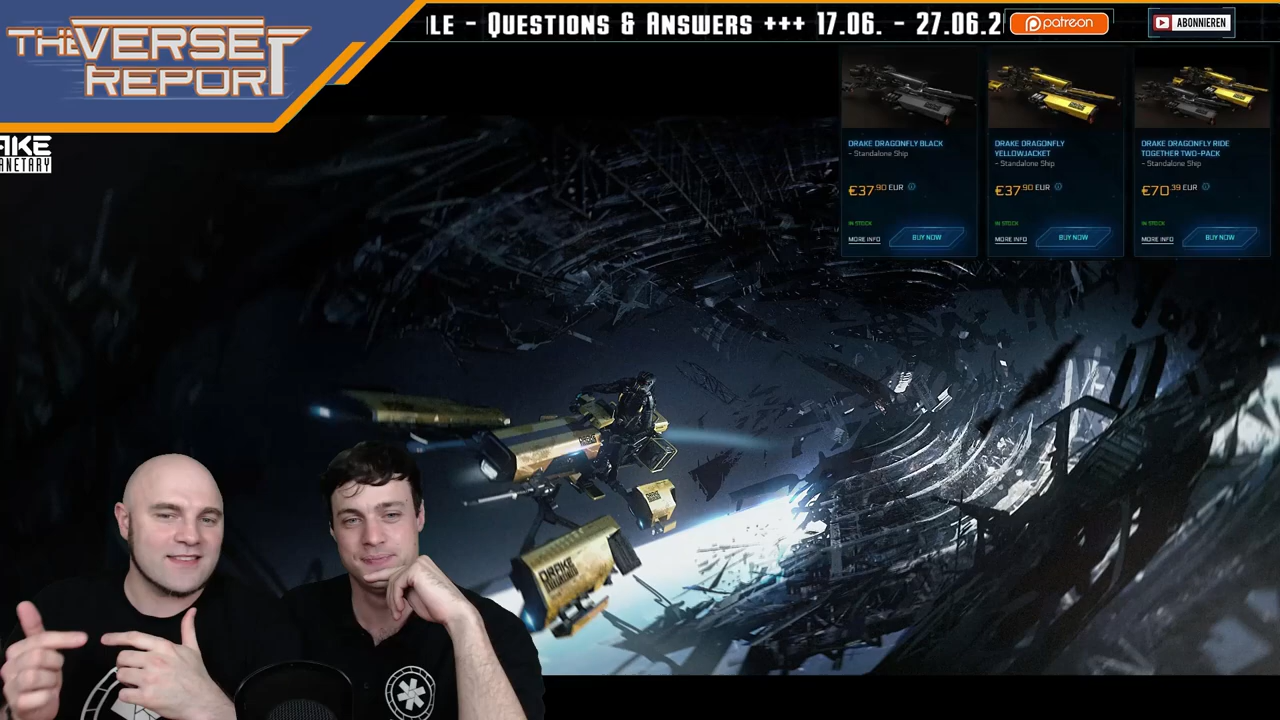 THE VERSE
REPORT
LE - QUESTIONS & ANSWERS +++ 17.06. - 27.06.2
patreon
ABONNIEREN
AKE
ANETARY
DRAKE DRAGONFLY BLACK
- Standalone Ship
€37.90 EUR
IN STOCK
MORE INFO
BUY NOW
DRAKE DRAGONFLY
YELLOWJACKET
- Standalone Ship
€37.90 EUR
IN STOCK
MORE INFO
BUY NOW
DRAKE DRAGONFLY RIDE
TOGETHER TWO-PACK
- Standalone Ship
€70.39 EUR
IN STOCK
MORE INFO
BUY NOW
DRAKE
DRAKE
DRAKE